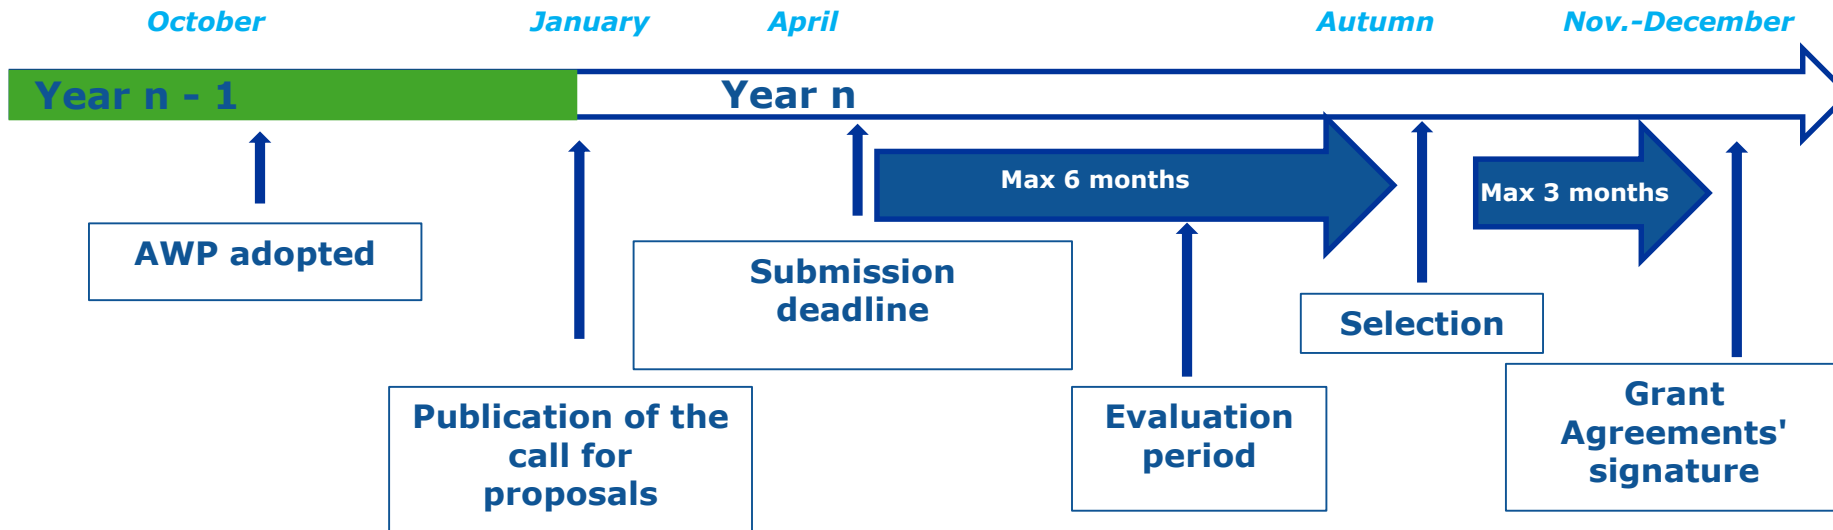 October
January
April
Autumn
Nov.-December
Year n - 1
Year n
Max 6 months
Max 3 months
AWP adopted
Submission
deadline
Selection
Publication of the
call for
proposals
Evaluation
period
Grant
Agreements'
signature